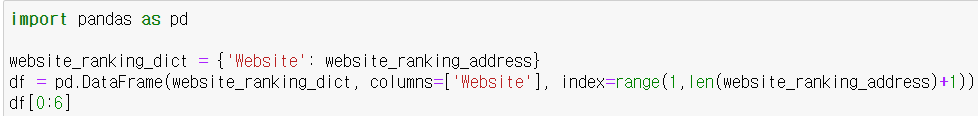 import pandas as pd
website_ranking_dict = {'Website': website_ranking_address}
df = pd.DataFrame(website_ranking_dict, columns=['Website'], index=range(1,len(website_ranking_address)+1))
df[0:6]